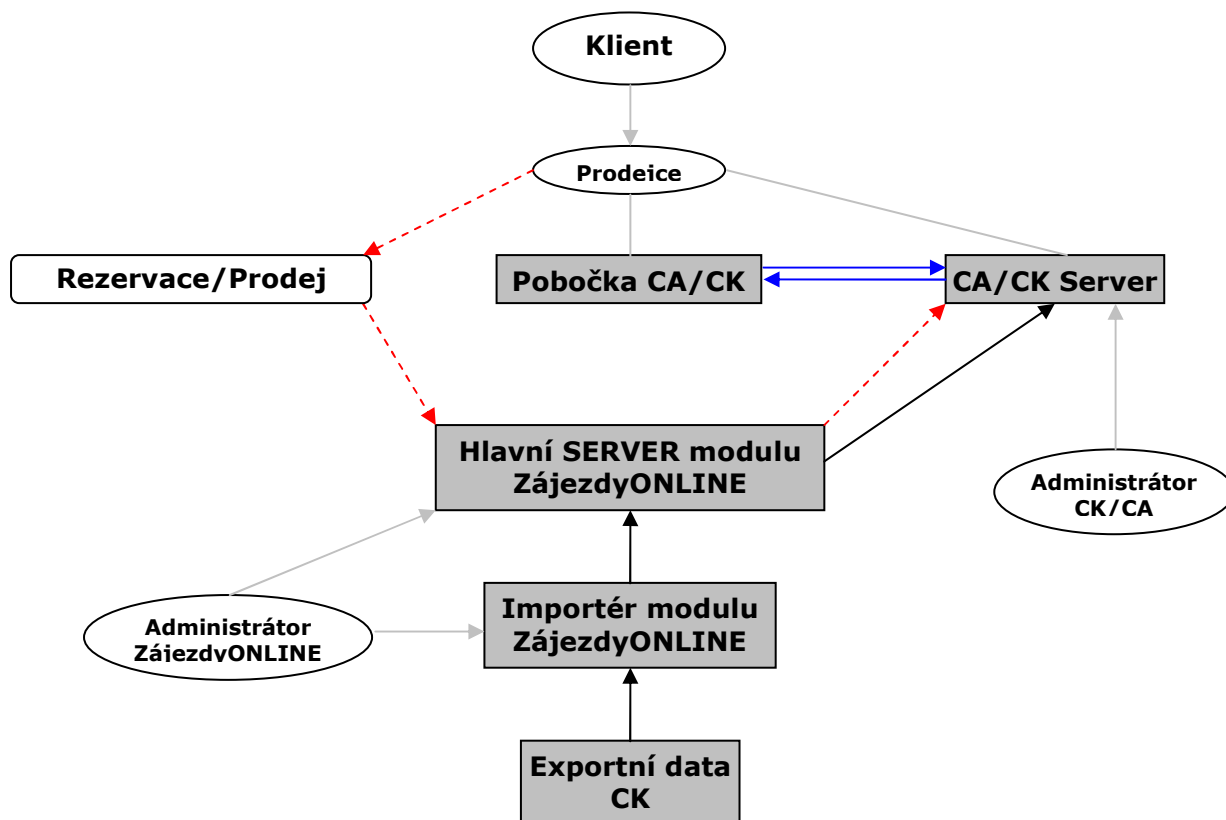 Klient
Prodejce
Rezervace/Prodej
Pobočka CA/CK
CA/CK Server
Hlavní SERVER modulu
ZájezdyONLINE
Administrátor
CK/CA
Importér modulu
ZájezdyONLINE
Administrátor
ZájezdyONLINE
Exportní data
CK